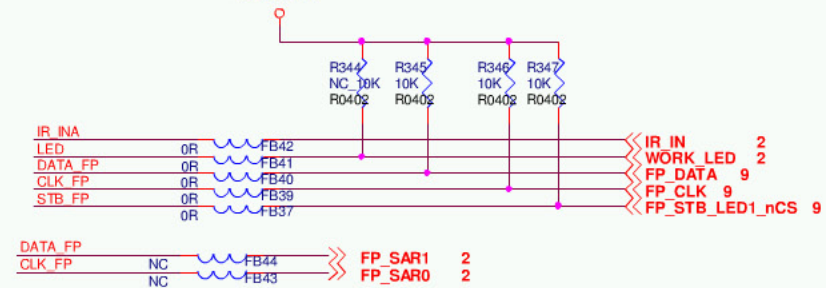 R344 R345 R346 R347
NC_10K 10K 10K 10K
R0402 R0402 R0402 R0402
IR_INA 0R FB42 IR_IN 2
LED 0R FB41 WORK_LED 2
DATA_FP 0R FB40 FP_DATA 9
CLK_FP 0R FB39 FP_CLK 9
STB_FP 0R FB37 FP_STB_LED1_nCS 9
DATA_FP NC FB44 FP_SAR1 2
CLK_FP NC FB43 FP_SAR0 2